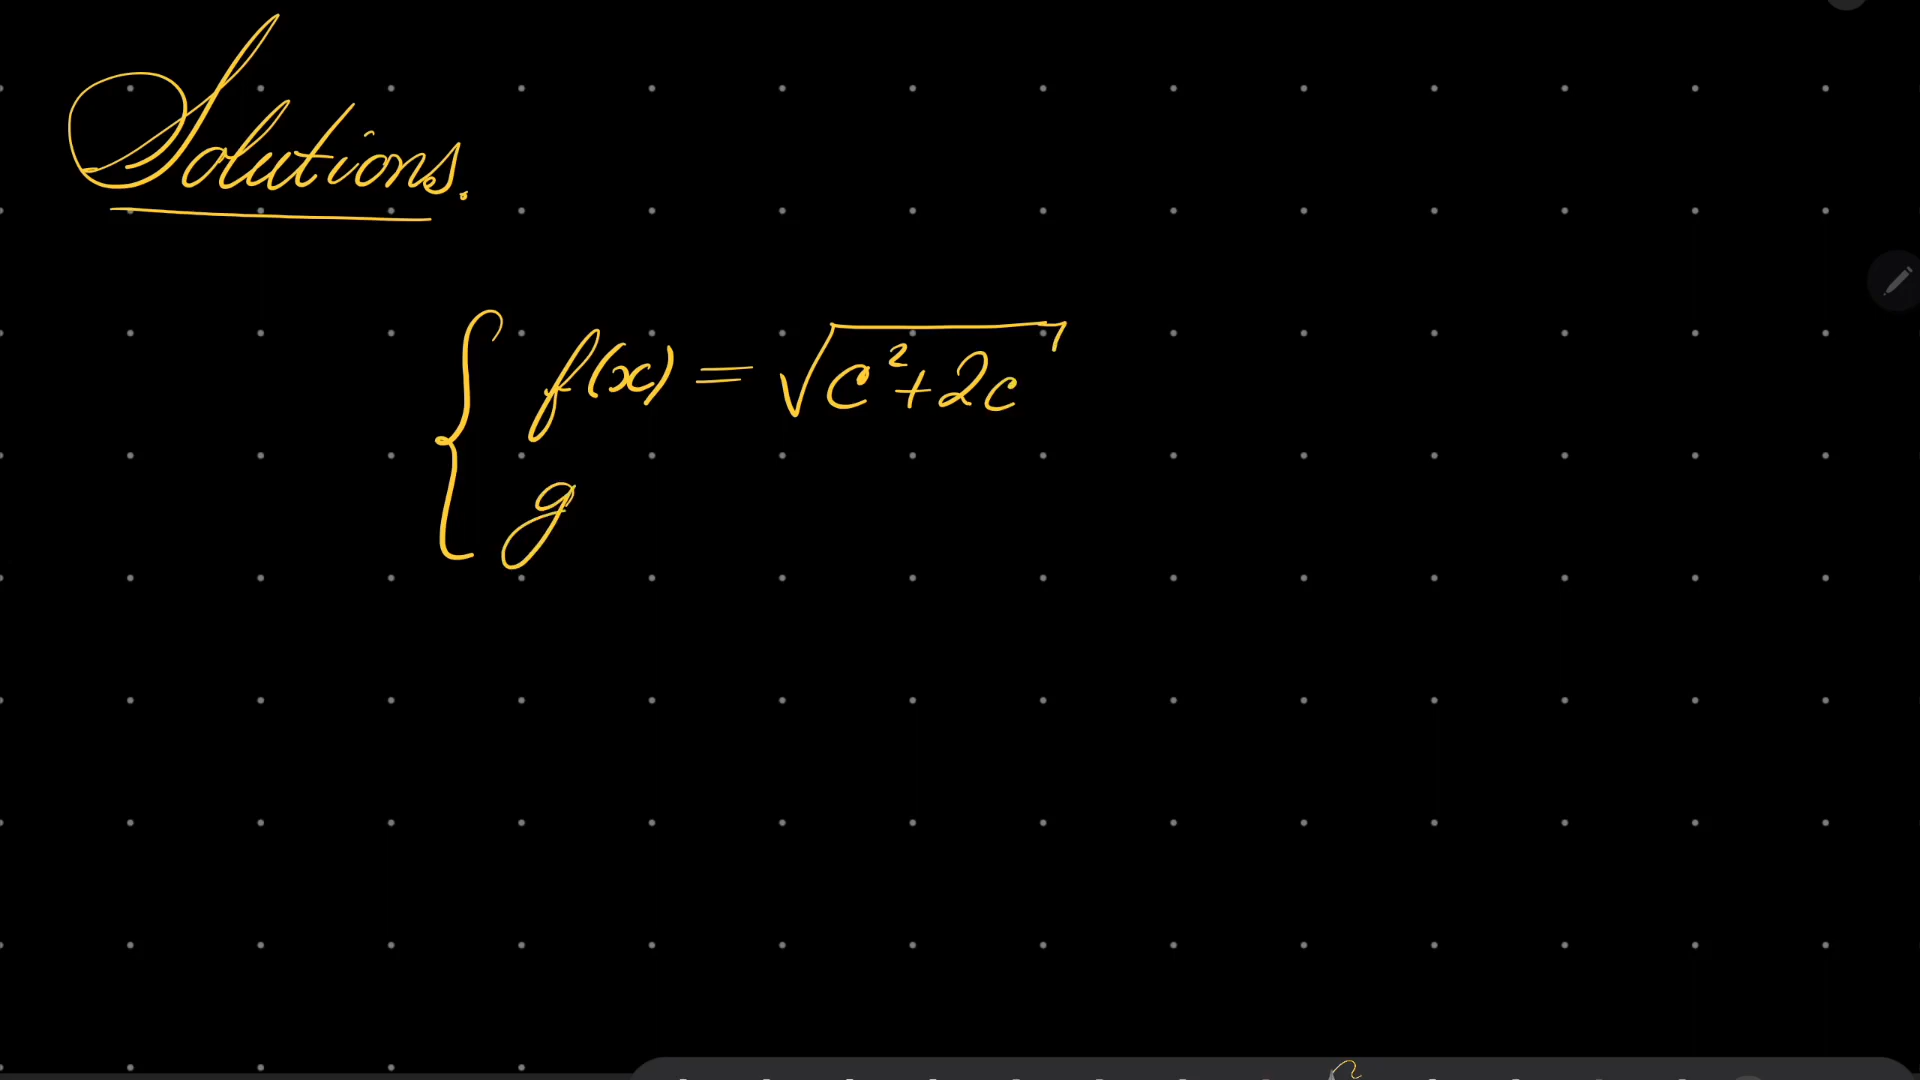 Solutions.
f(x) = √(c²+2c)
g